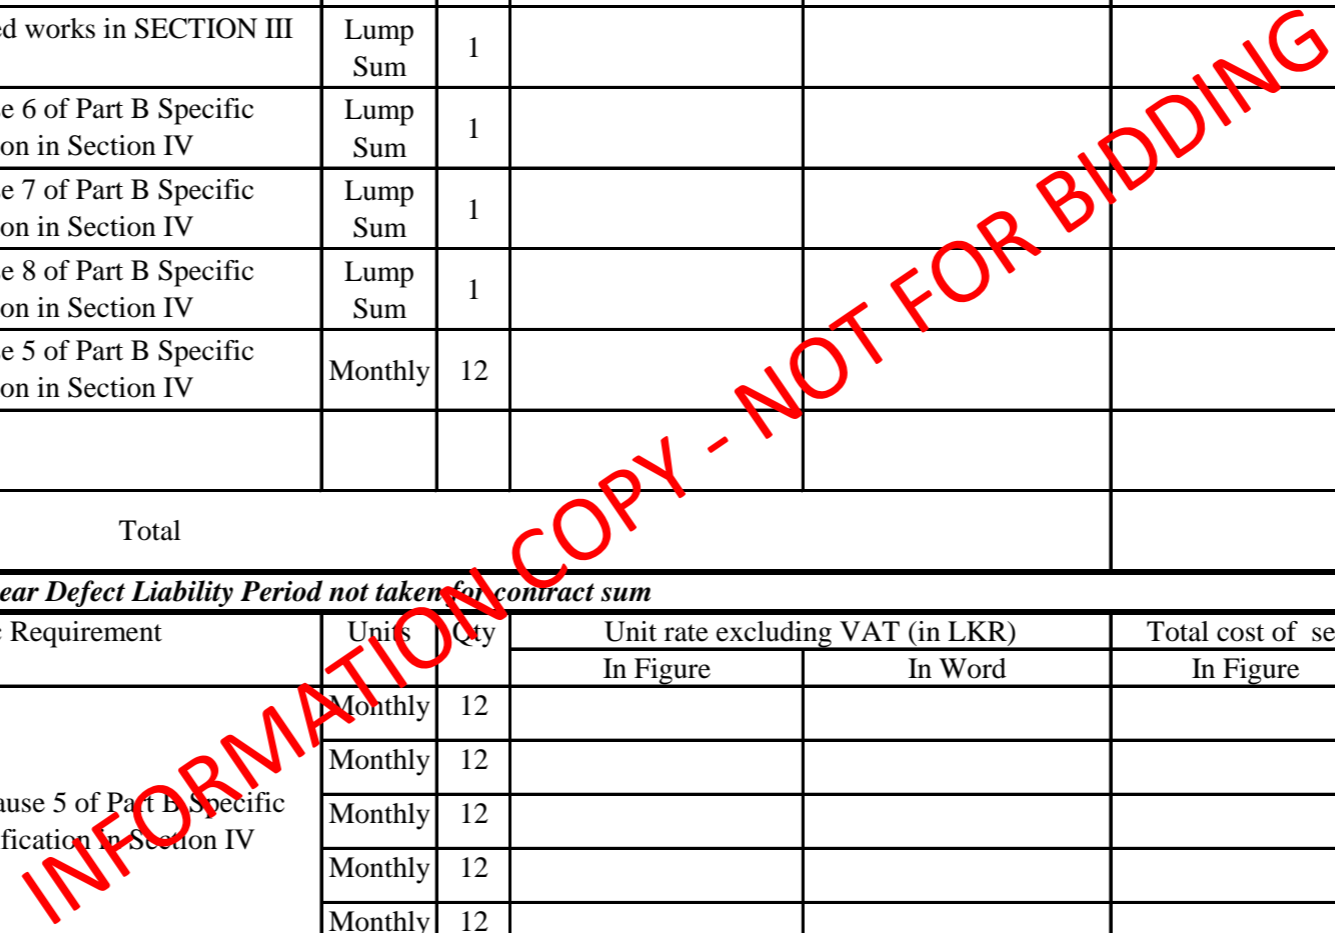 ed works in SECTION III
Lump
Sum
1
e 6 of Part B Specific
on in Section IV
Lump
Sum
1
e 7 of Part B Specific
on in Section IV
Lump
Sum
1
e 8 of Part B Specific
on in Section IV
Lump
Sum
1
e 5 of Part B Specific
on in Section IV
Monthly
12
Total
ear Defect Liability Period not taken for contract sum
Requirement
Units
Qty
Unit rate excluding VAT (in LKR)
Total cost of se
In Figure
In Word
In Figure
Monthly
12
Monthly
12
ause 5 of Part B Specific
fication in Section IV
Monthly
12
Monthly
12
Monthly
12
INFORMATION COPY - NOT FOR BIDDING